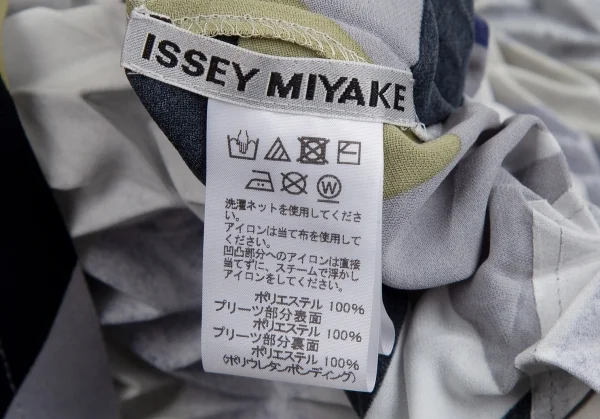 ISSEY MIYAKE
W
洗濯ネットを使用してくださ
い。
アイロンは当て布を使用して
ください。
凹凸部分へのアイロンは直接
当てずに、スチームで浮かし
アイロンをしてください。
ポリエステル 100%
プリーツ部分表面
ポリエステル 100%
プリーツ部分裏面
ポリエステル 100%
(ポリウレタンボンディング)